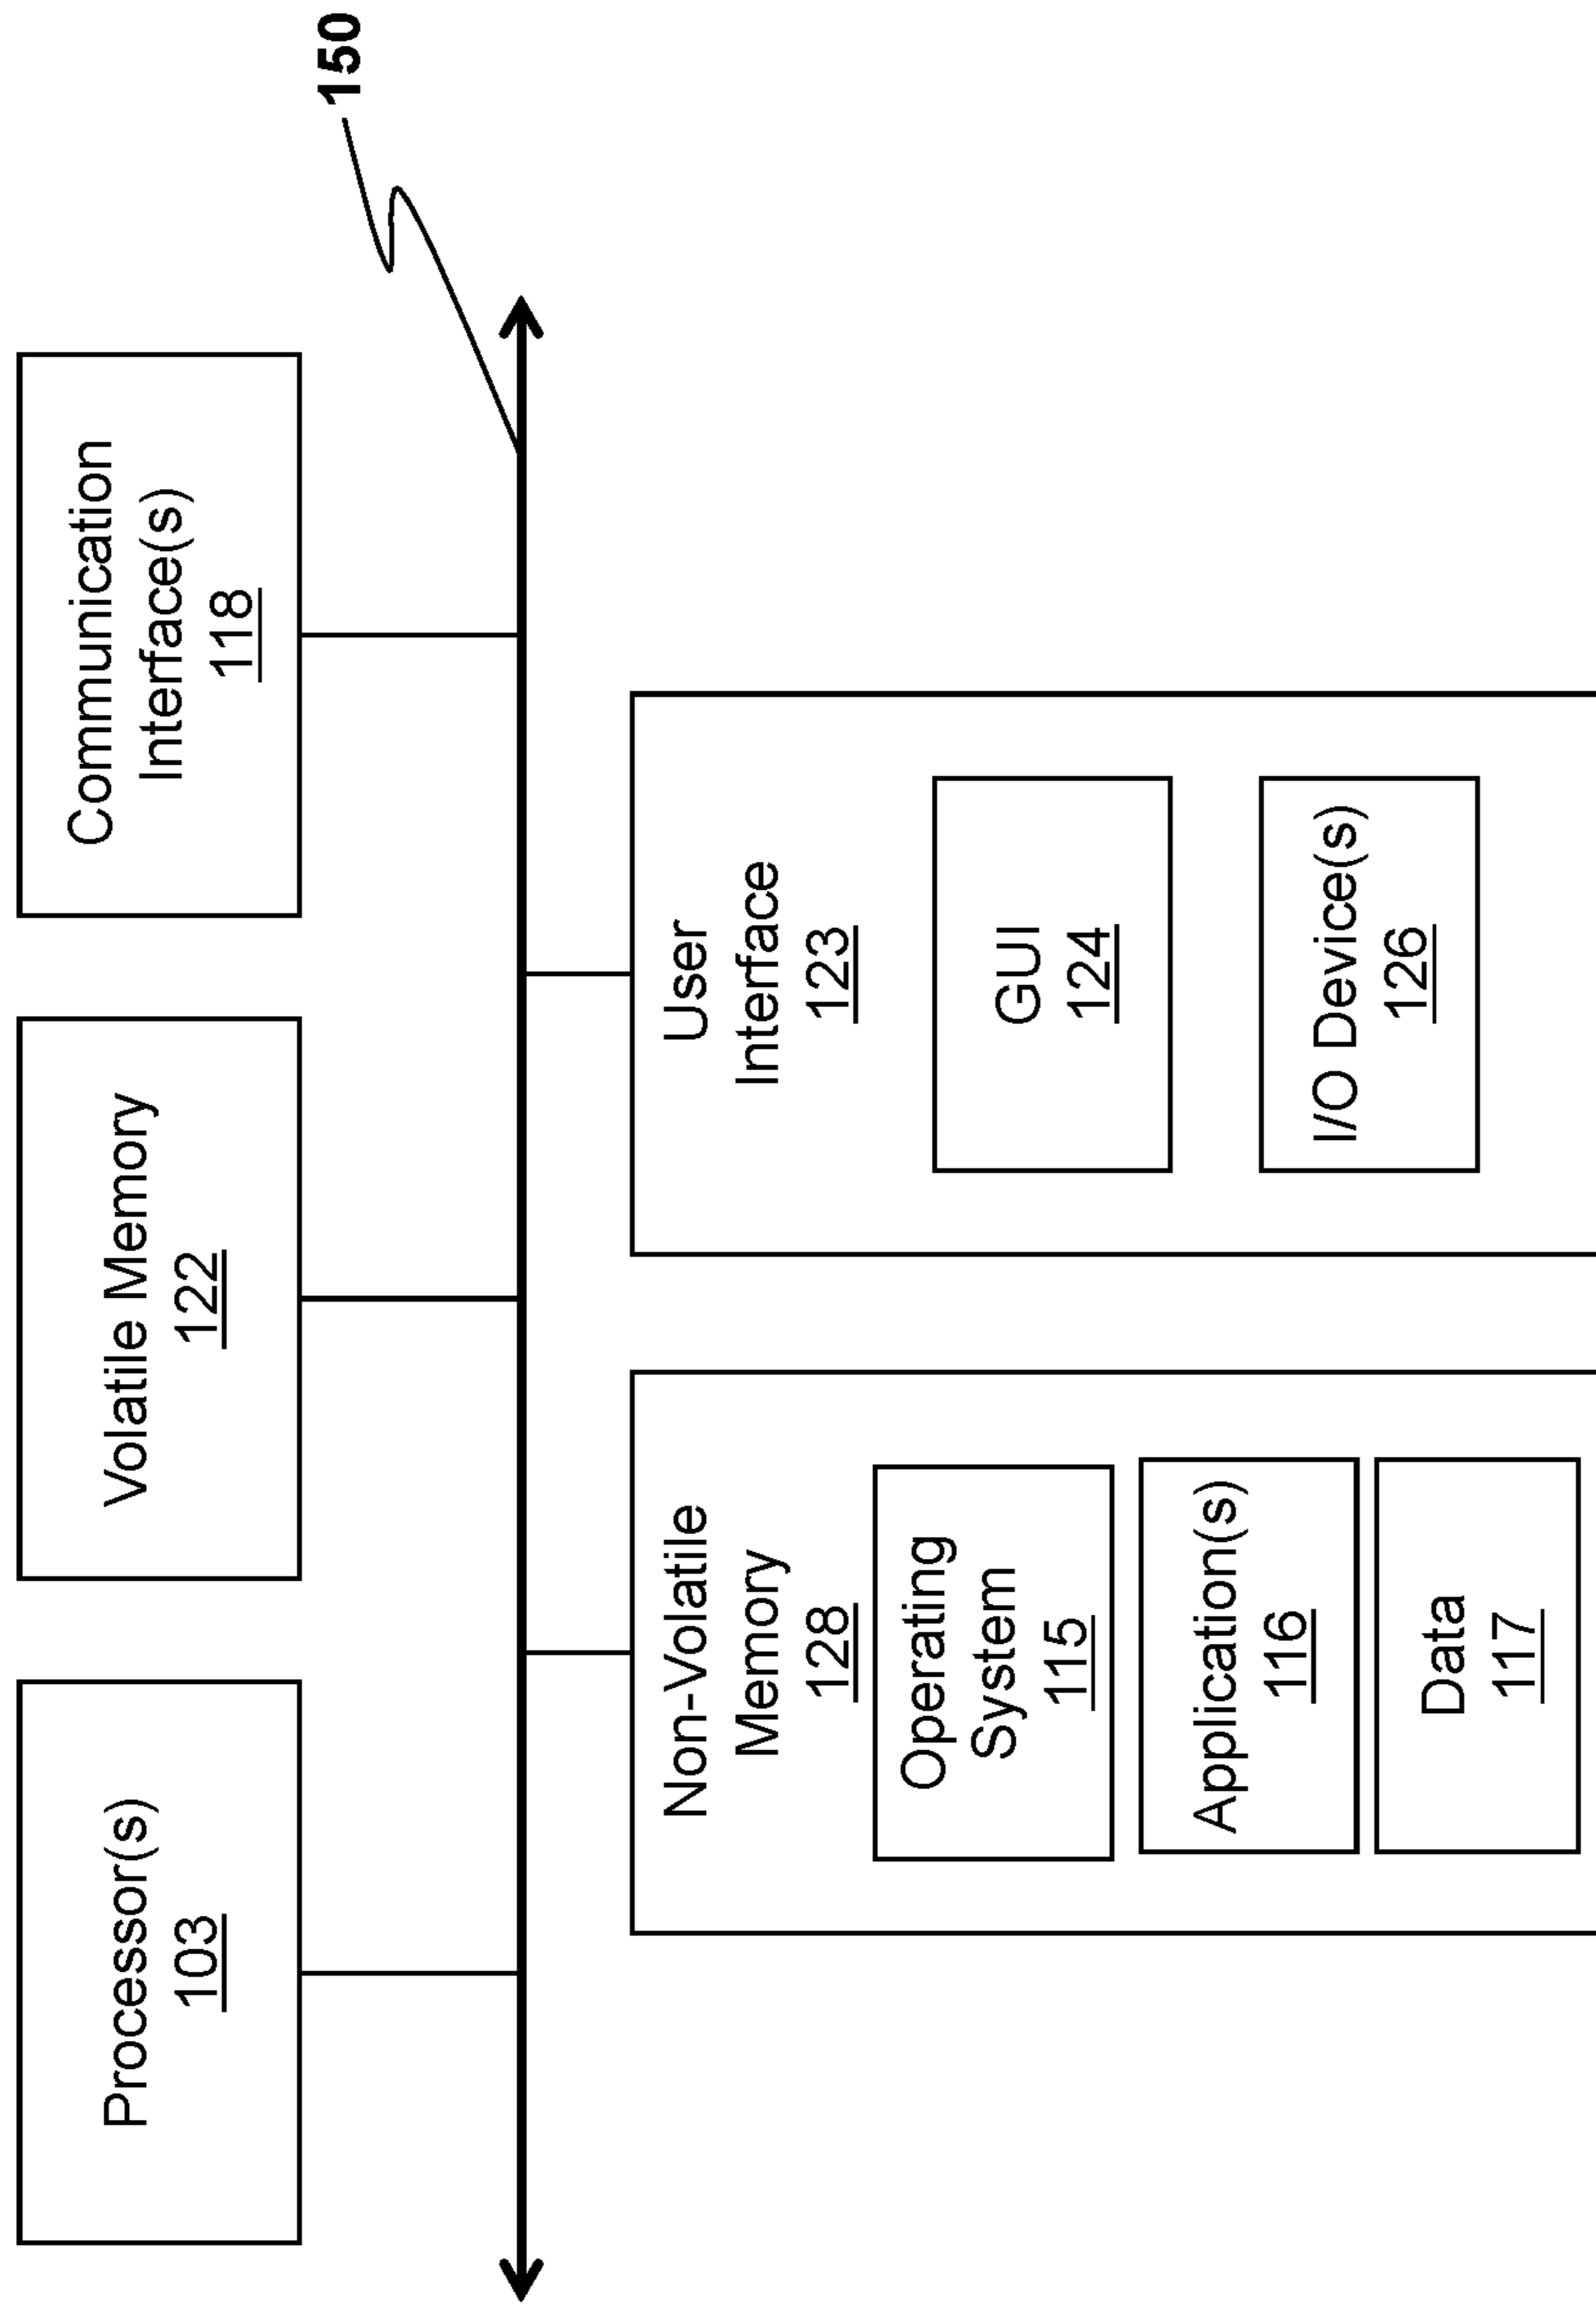 Processor(s)
103
Volatile Memory
122
Communication
Interface(s)
118
150
Non-Volatile
Memory
128
Operating
System
115
Application(s)
116
Data
117
User
Interface
123
GUI
124
I/O Device(s)
126